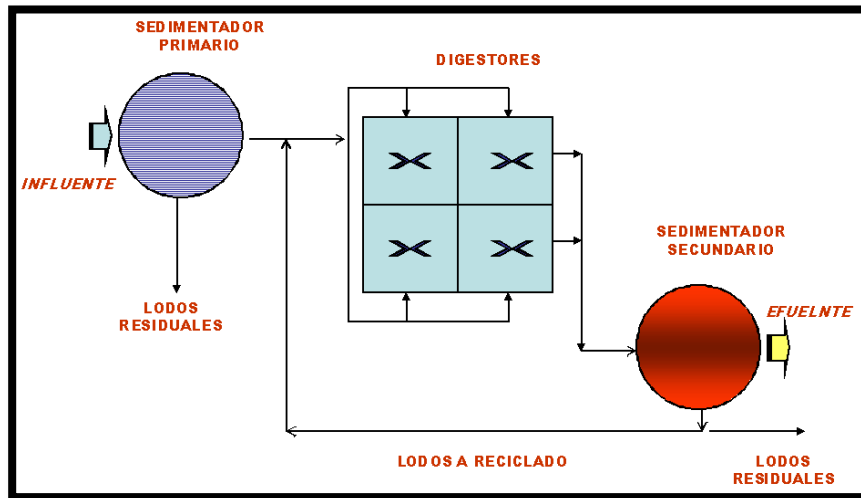 SEDIMENTADOR
PRIMARIO
DIGESTORES
INFLUENTE
SEDIMENTADOR
SECUNDARIO
LODOS
RESIDUALES
EFUELNTE
LODOS A RECICLADO
LODOS
RESIDUALES